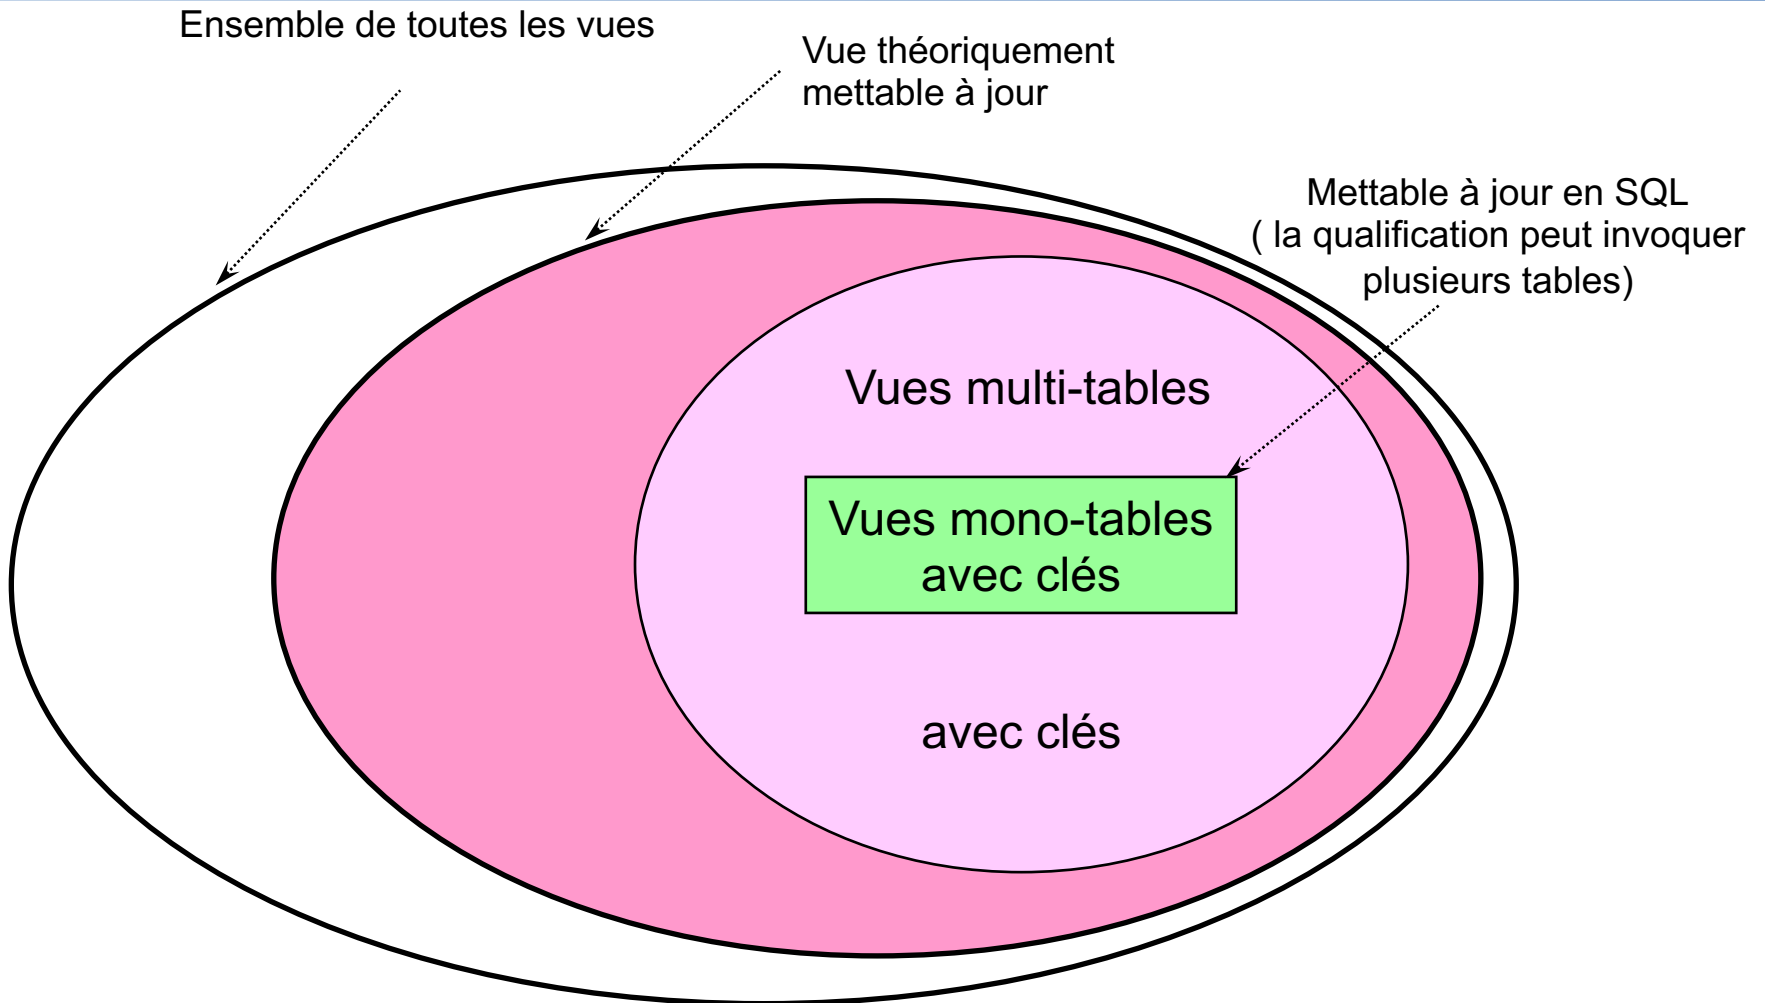 Ensemble de toutes les vues
Vue théoriquement
mettable à jour
Mettable à jour en SQL
( la qualification peut invoquer
plusieurs tables)
Vues multi-tables
Vues mono-tables
avec clés
avec clés